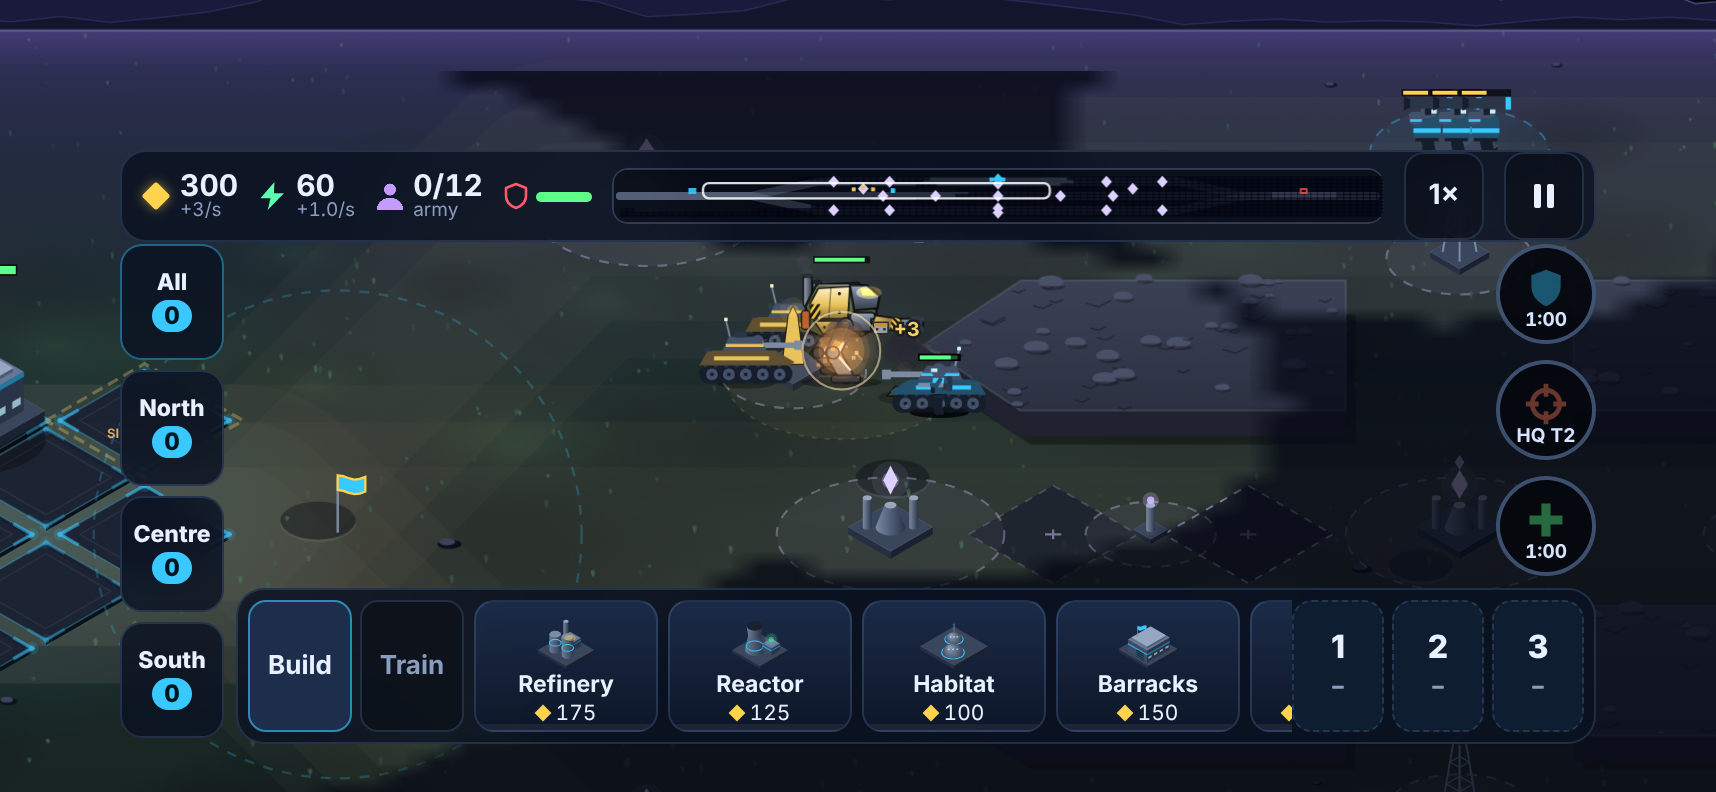 300
+3/s
60
+1.0/s
0/12
army
1×
All
0
North
0
Centre
0
South
0
+3
1:00
HQ T2
1:00
Build
Train
Refinery
175
Reactor
125
Habitat
100
Barracks
150
1
-
2
-
3
-